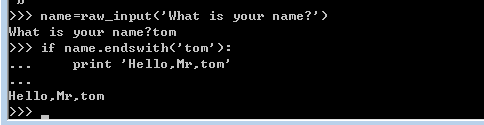 >>> name=raw_input('What is your name?')
What is your name?tom
>>> if name.endswith('tom'):
...     print 'Hello,Mr,tom'
...
Hello,Mr,tom
>>>